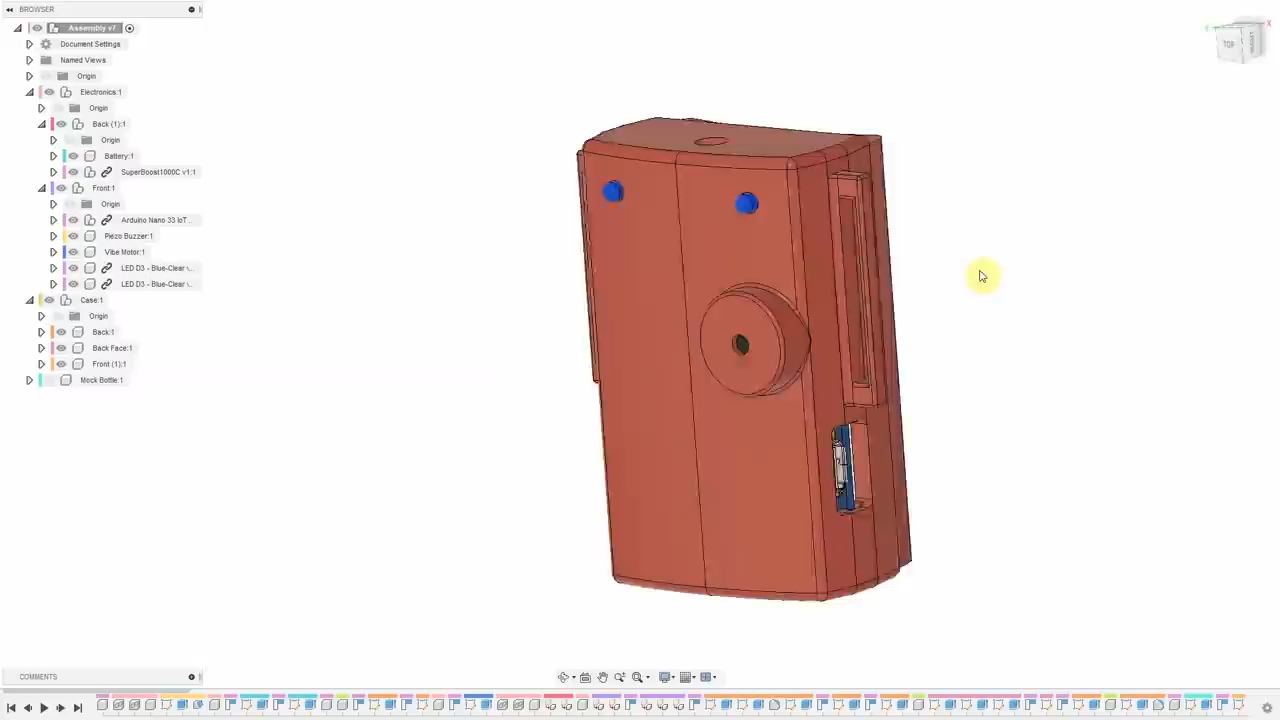 BROWSER
Assembly v7
Document Settings
Named Views
Origin
Electronics:1
Origin
Back (1):1
Origin
Battery:1
SuperBoost1000C v1:1
Front:1
Origin
Arduino Nano 33 IoT...
Piezo Buzzer:1
Vibe Motor:1
LED D3 - Blue-Clear v...
LED D3 - Blue-Clear v...
Case:1
Origin
Back:1
Back Face:1
Front (1):1
Mock Bottle:1
TOP
X
COMMENTS